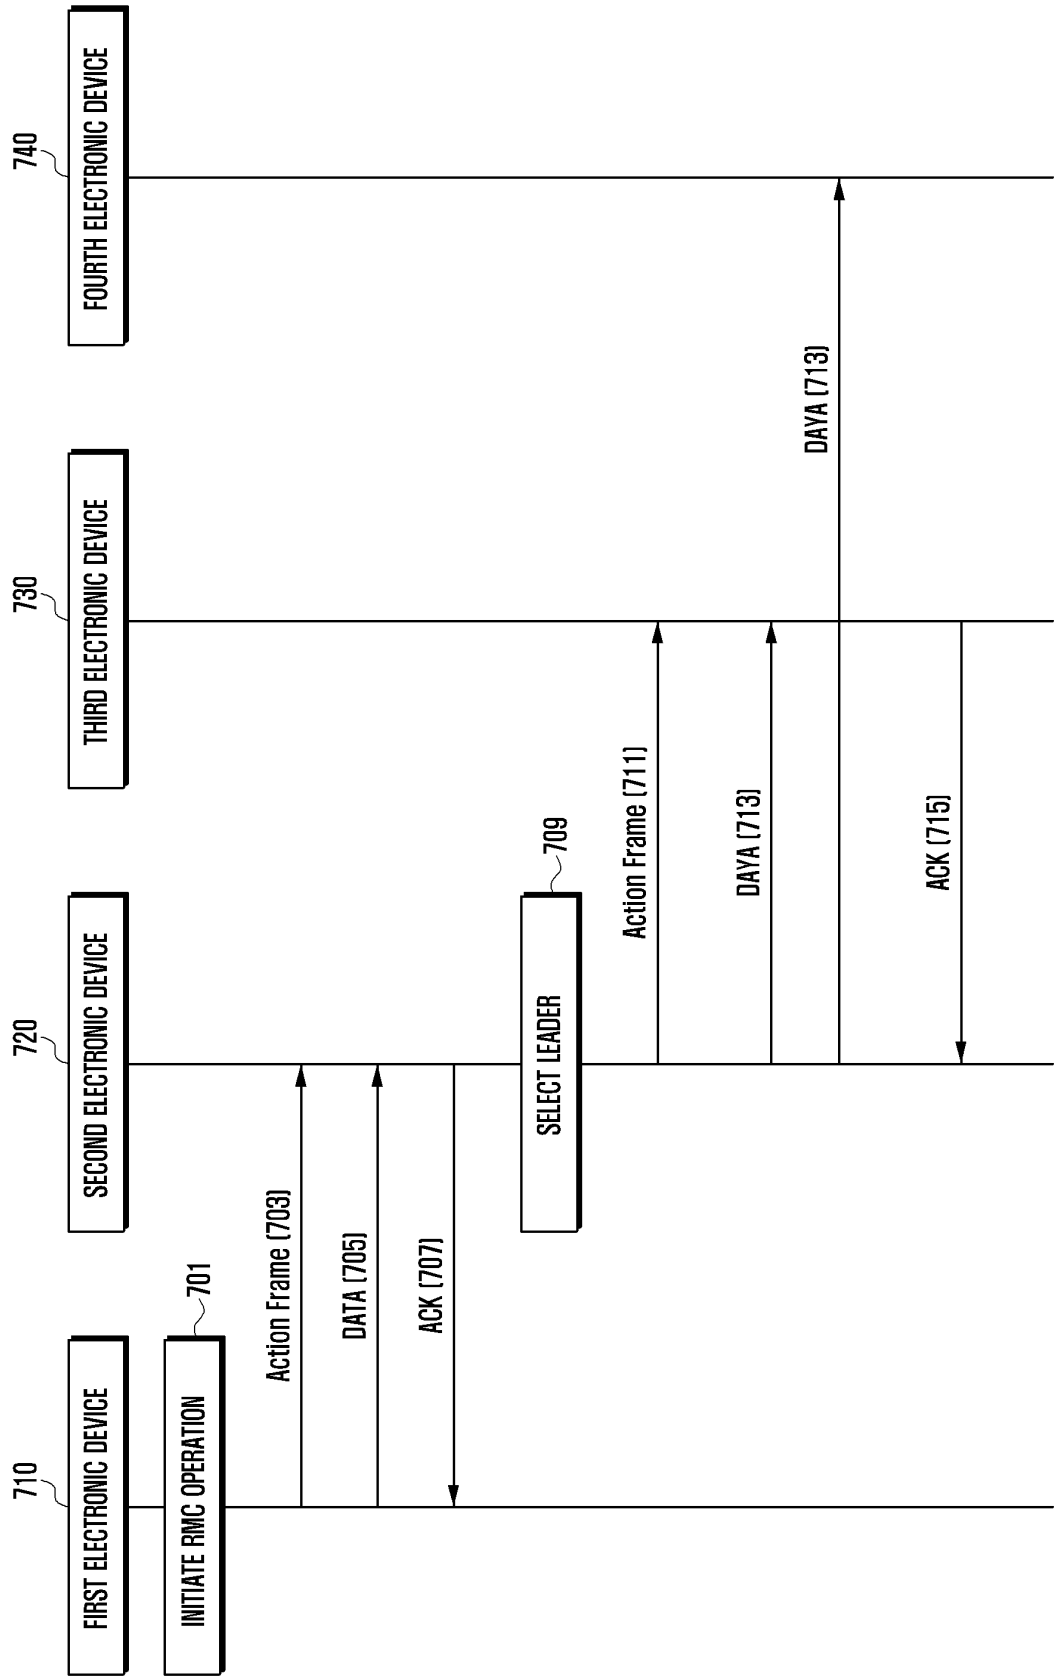 710
720
730
740
FIRST ELECTRONIC DEVICE
SECOND ELECTRONIC DEVICE
THIRD ELECTRONIC DEVICE
FOURTH ELECTRONIC DEVICE
701
INITIATE RMC OPERATION
Action Frame (703)
DATA (705)
ACK (707)
709
SELECT LEADER
Action Frame (711)
DAYA (713)
DAYA (713)
ACK (715)